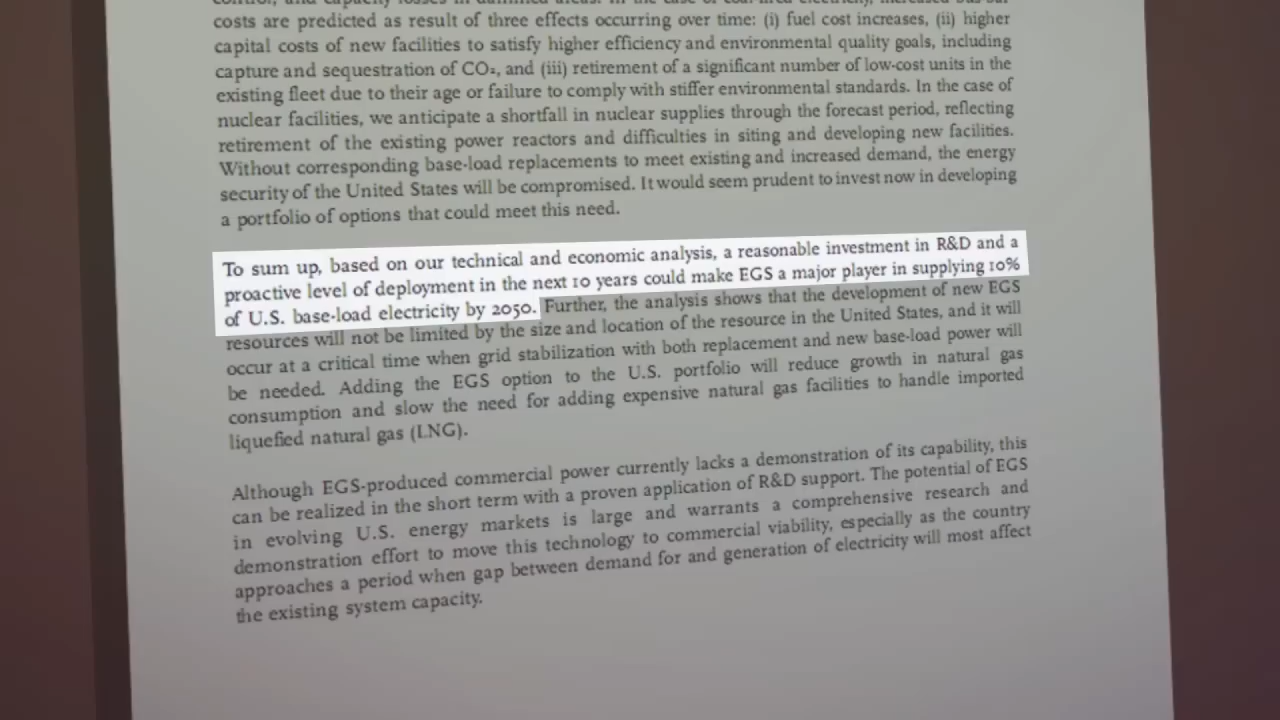 costs are predicted as result of three effects occurring over time: (i) fuel cost increases, (ii) higher
capital costs of new facilities to satisfy higher efficiency and environmental quality goals, including
capture and sequestration of CO₂, and (iii) retirement of a significant number of low-cost units in the
existing fleet due to their age or failure to comply with stiffer environmental standards. In the case of
nuclear facilities, we anticipate a shortfall in nuclear supplies through the forecast period, reflecting
retirement of the existing power reactors and difficulties in siting and developing new facilities.
Without corresponding base-load replacements to meet existing and increased demand, the energy
security of the United States will be compromised. It would seem prudent to invest now in developing
a portfolio of options that could meet this need.
To sum up, based on our technical and economic analysis, a reasonable investment in R&D and a
proactive level of deployment in the next 10 years could make EGS a major player in supplying 10%
of U.S. base-load electricity by 2050. Further, the analysis shows that the development of new EGS
resources will not be limited by the size and location of the resource in the United States, and it will
occur at a critical time when grid stabilization with both replacement and new base-load power will
be needed. Adding the EGS option to the U.S. portfolio will reduce growth in natural gas
consumption and slow the need for adding expensive natural gas facilities to handle imported
liquefied natural gas (LNG).
Although EGS-produced commercial power currently lacks a demonstration of its capability, this
can be realized in the short term with a proven application of R&D support. The potential of EGS
in evolving U.S. energy markets is large and warrants a comprehensive research and
demonstration effort to move this technology to commercial viability, especially as the country
approaches a period when gap between demand for and generation of electricity will most affect
the existing system capacity.